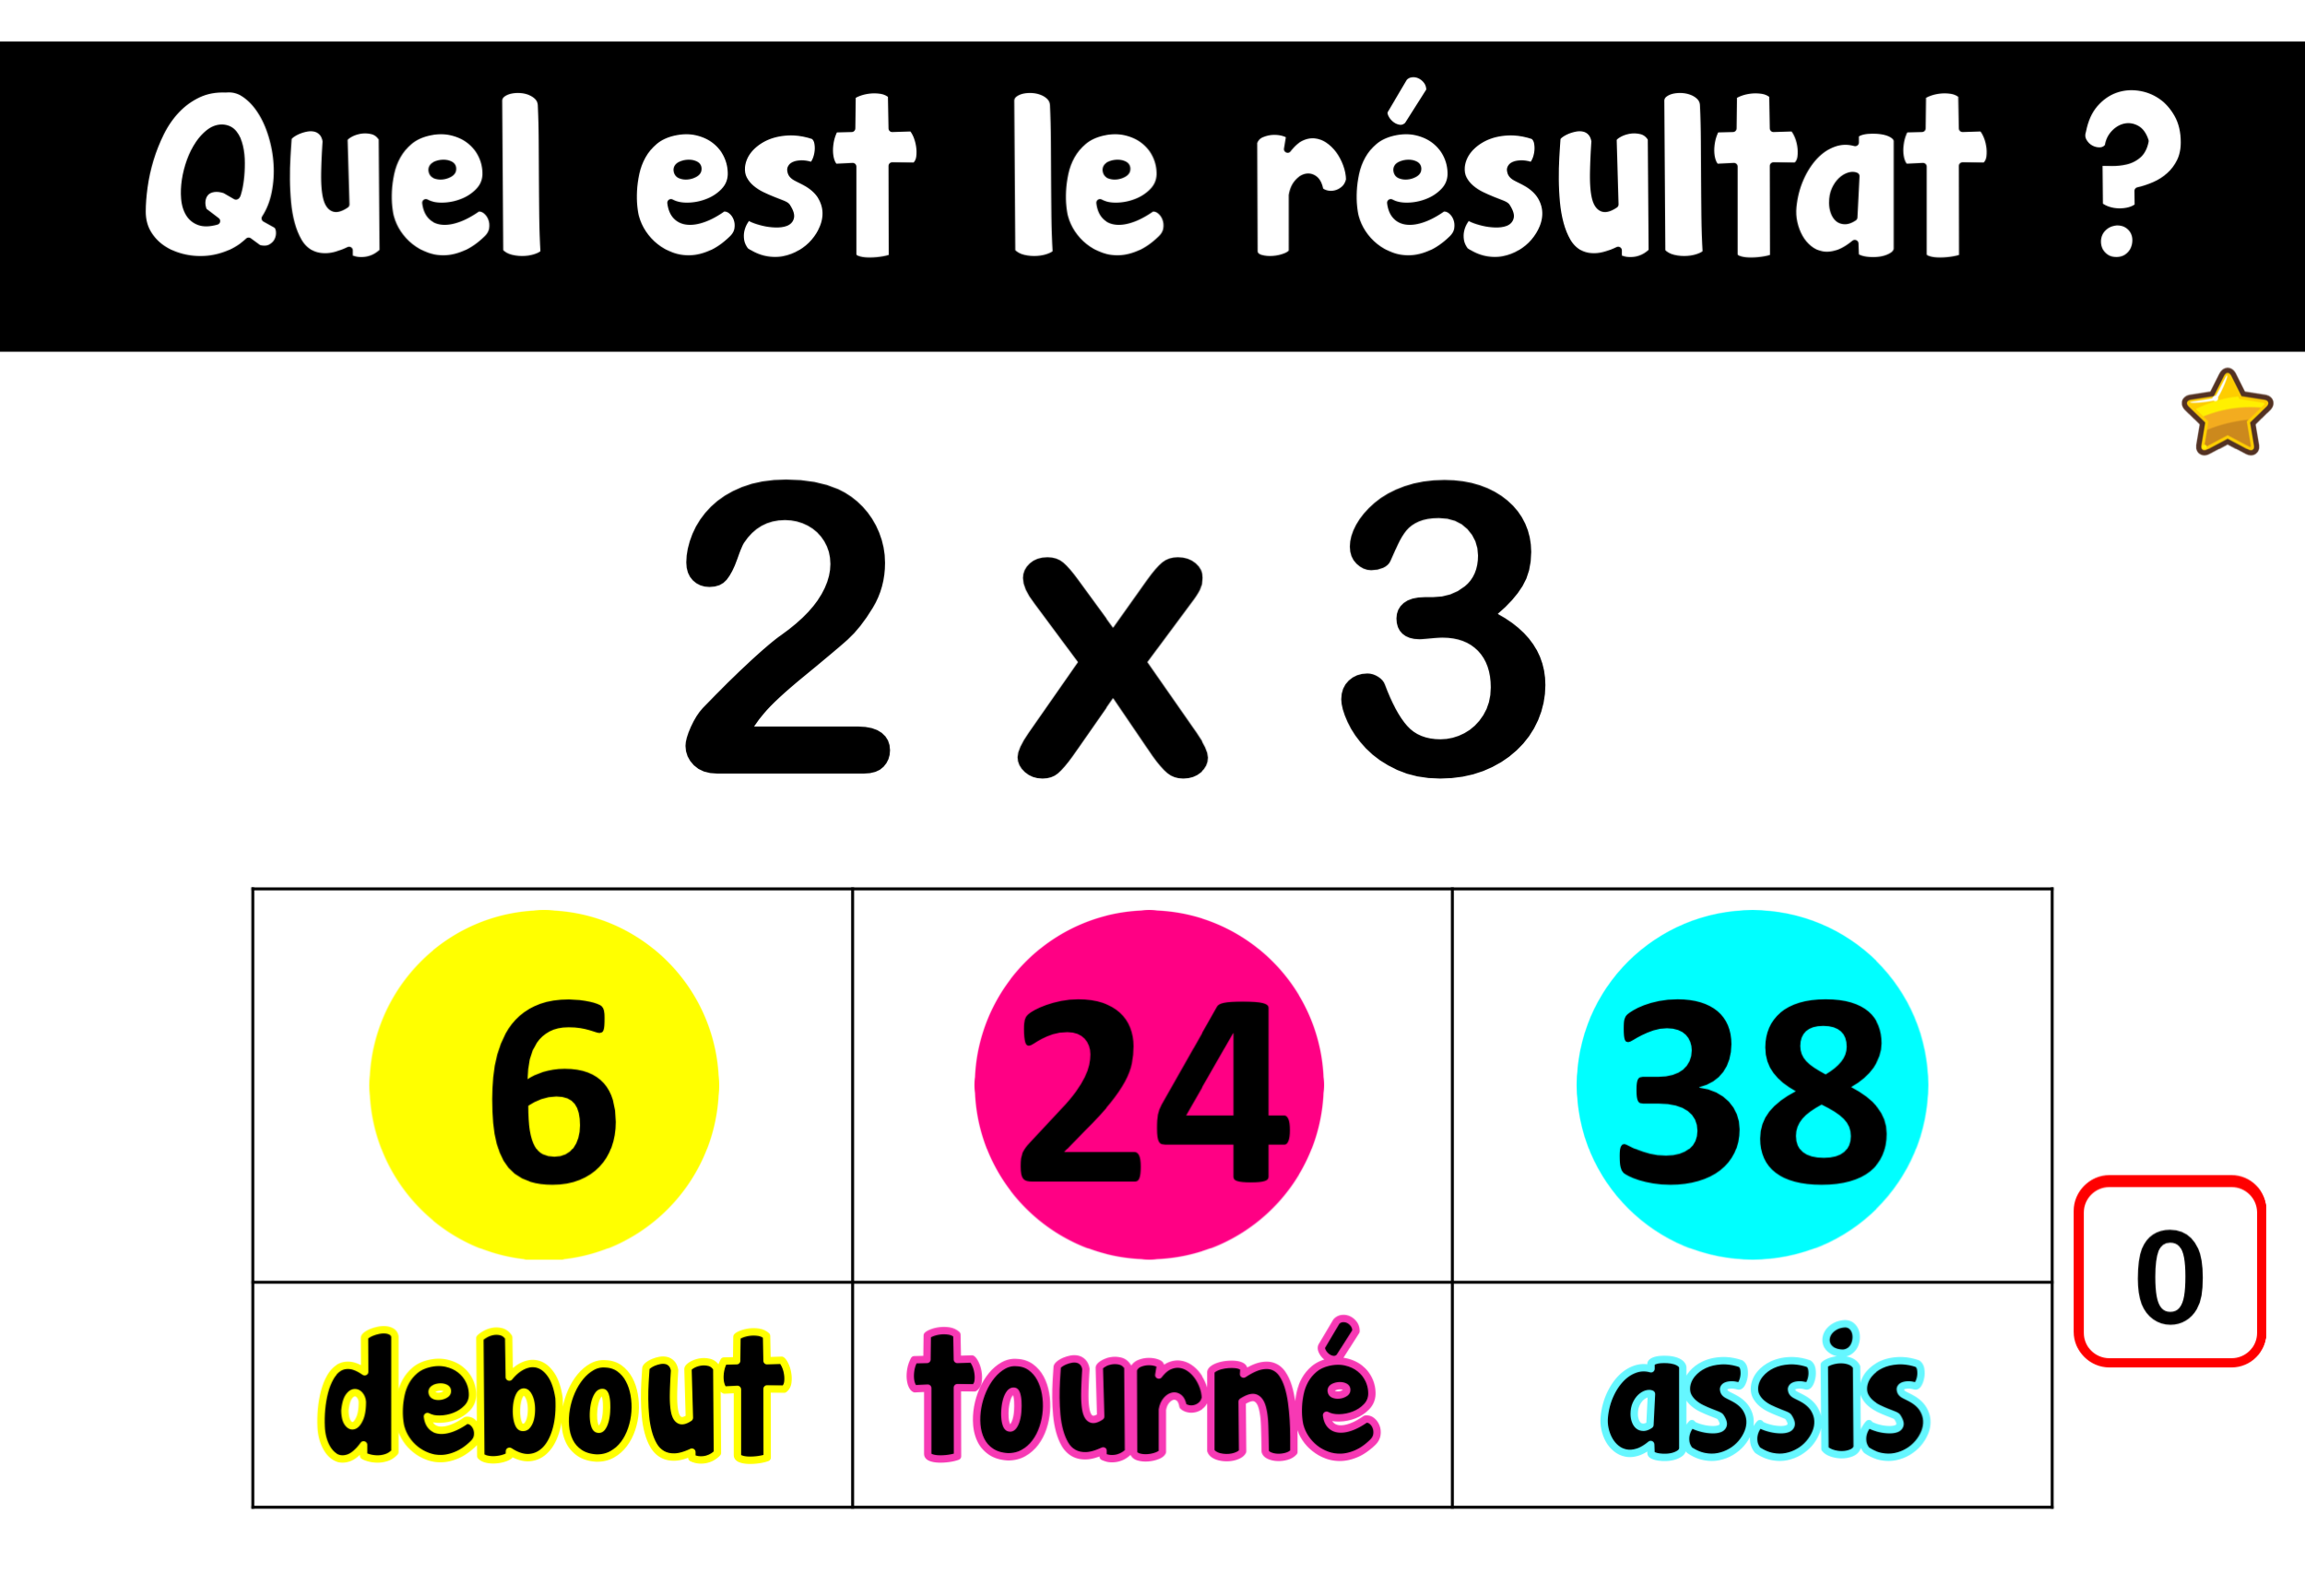 Quel est le résultat ?
2 x 3
6 24 38
0
debout tourné assis